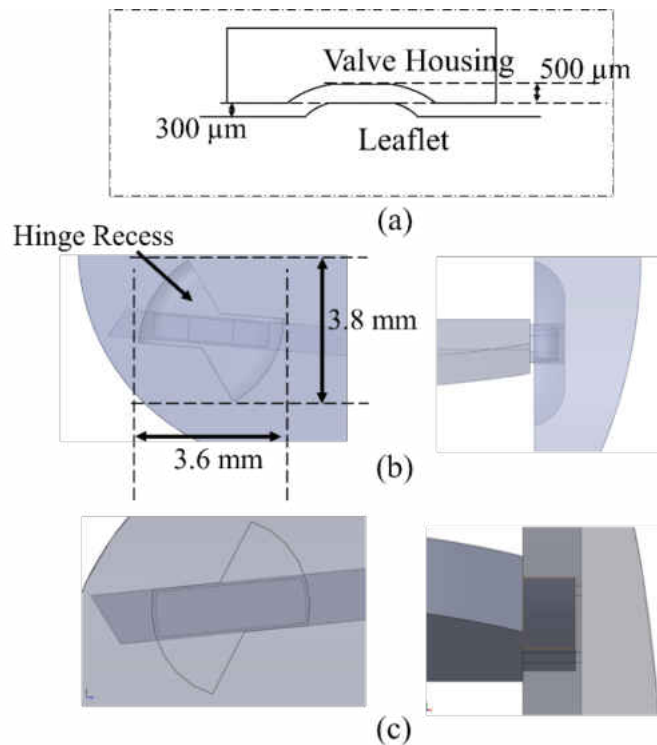 Valve Housing
500 µm
300 µm
Leaflet
(a)
Hinge Recess
3.8 mm
3.6 mm
(b)
(c)